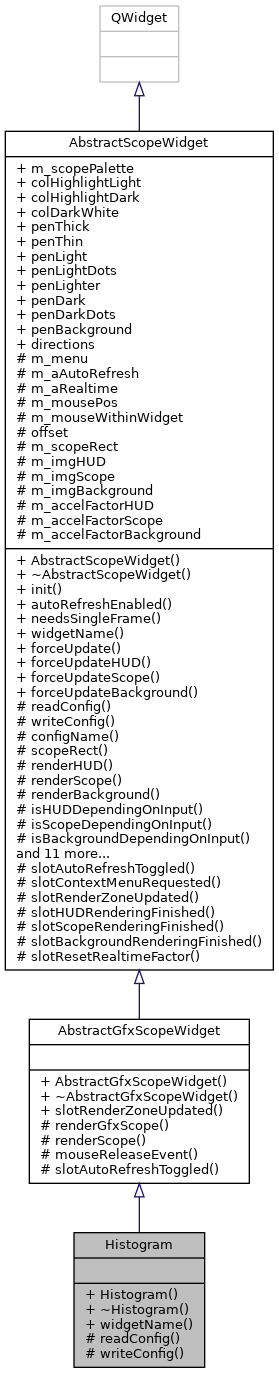 QWidget
AbstractScopeWidget
+ m_scopePalette
+ colHighlightLight
+ colHighlightDark
+ colDarkWhite
+ penThick
+ penThin
+ penLight
+ penLightDots
+ penLighter
+ penDark
+ penDarkDots
+ penBackground
+ directions
# m_menu
# m_aAutoRefresh
# m_aRealtime
# m_mousePos
# m_mouseWithinWidget
# offset
# m_scopeRect
# m_imgHUD
# m_imgScope
# m_imgBackground
# m_accelFactorHUD
# m_accelFactorScope
# m_accelFactorBackground
+ AbstractScopeWidget()
+ ~AbstractScopeWidget()
+ init()
+ autoRefreshEnabled()
+ needsSingleFrame()
+ widgetName()
+ forceUpdate()
+ forceUpdateHUD()
+ forceUpdateScope()
+ forceUpdateBackground()
# readConfig()
# writeConfig()
# configName()
# scopeRect()
# renderHUD()
# renderScope()
# renderBackground()
# isHUDDependingOnInput()
# isScopeDependingOnInput()
# isBackgroundDependingOnInput()
and 11 more...
# slotAutoRefreshToggled()
# slotContextMenuRequested()
# slotRenderZoneUpdated()
# slotHUDRenderingFinished()
# slotScopeRenderingFinished()
# slotBackgroundRenderingFinished()
# slotResetRealtimeFactor()
AbstractGfxScopeWidget
+ AbstractGfxScopeWidget()
+ ~AbstractGfxScopeWidget()
+ slotRenderZoneUpdated()
# renderGfxScope()
# renderScope()
# mouseReleaseEvent()
# slotAutoRefreshToggled()
Histogram
+ Histogram()
+ ~Histogram()
+ widgetName()
# readConfig()
# writeConfig()